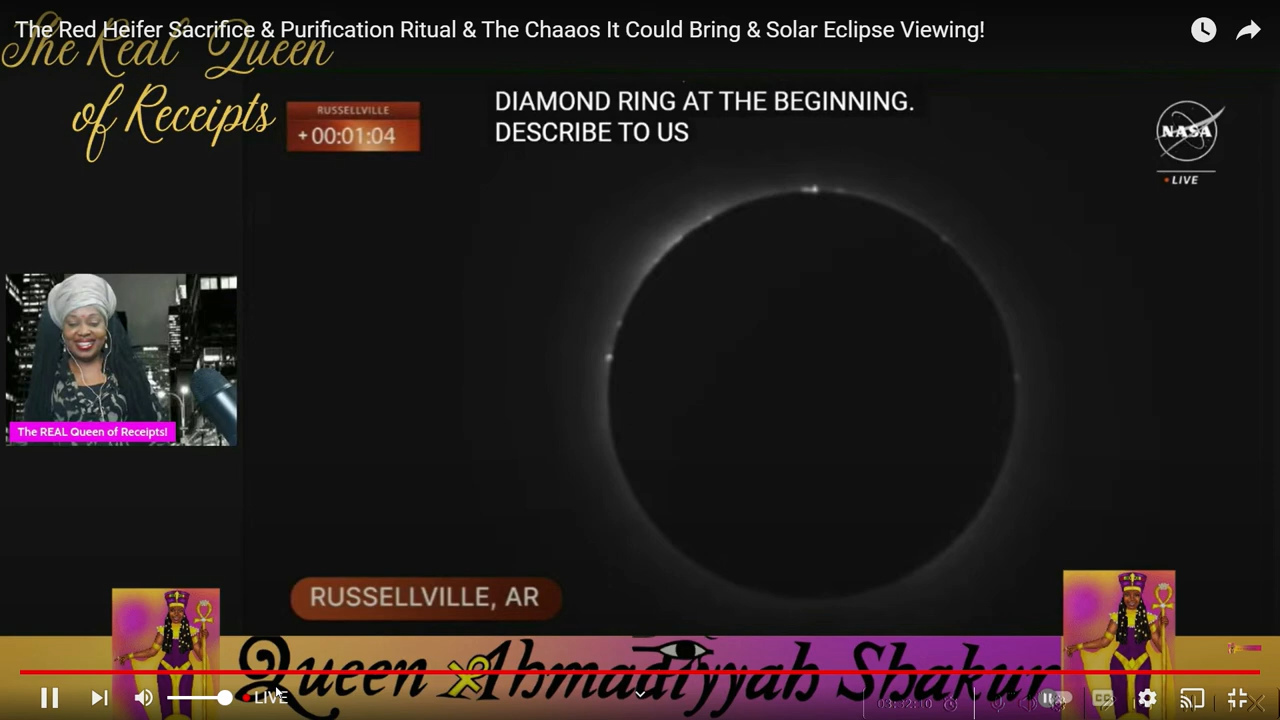 The Red Heifer Sacrifice & Purification Ritual & The Chaaos It Could Bring & Solar Eclipse Viewing!
The Real Queen
of Receipts
RUSSELLVILLE
+ 00:01:04
DIAMOND RING AT THE BEGINNING.
DESCRIBE TO US
NASA
LIVE
The REAL Queen of Receipts!
RUSSELLVILLE, AR
Queen Ahmadiyyah Shakur
LIVE
CC